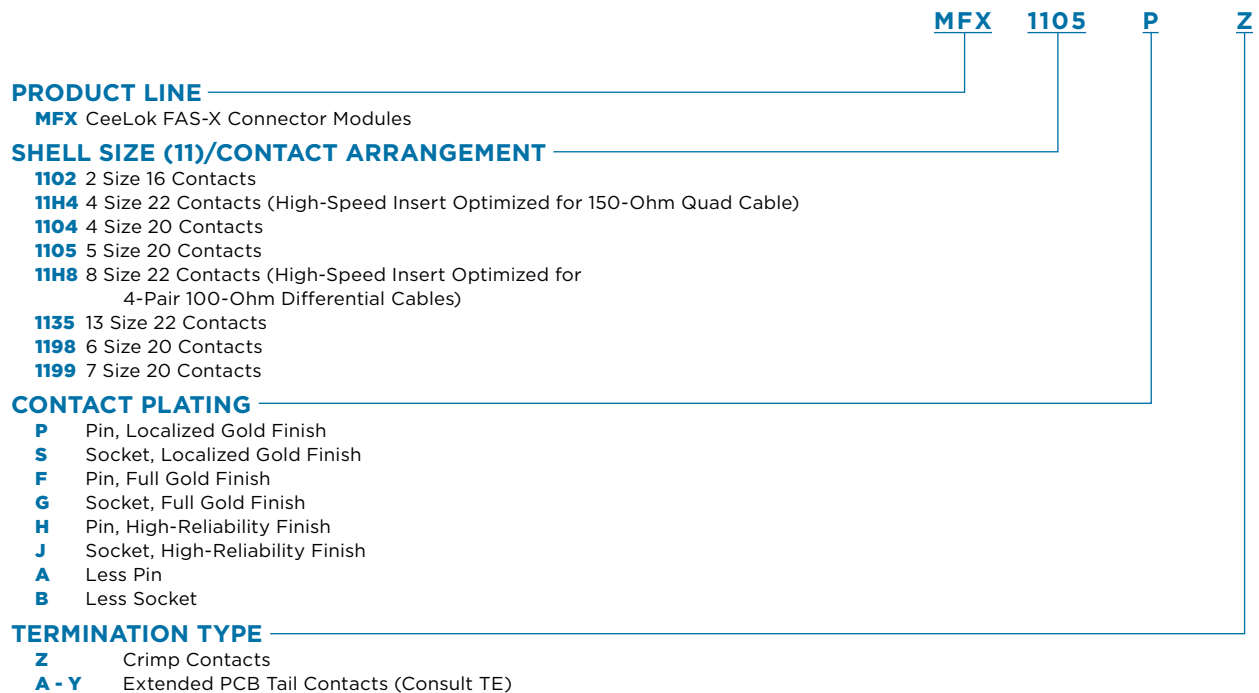 MFX 1105 P Z
PRODUCT LINE
MFX CeeLok FAS-X Connector Modules
SHELL SIZE (11)/CONTACT ARRANGEMENT
1102 2 Size 16 Contacts
11H4 4 Size 22 Contacts (High-Speed Insert Optimized for 150-Ohm Quad Cable)
1104 4 Size 20 Contacts
1105 5 Size 20 Contacts
11H8 8 Size 22 Contacts (High-Speed Insert Optimized for
4-Pair 100-Ohm Differential Cables)
1135 13 Size 22 Contacts
1198 6 Size 20 Contacts
1199 7 Size 20 Contacts
CONTACT PLATING
P Pin, Localized Gold Finish
S Socket, Localized Gold Finish
F Pin, Full Gold Finish
G Socket, Full Gold Finish
H Pin, High-Reliability Finish
J Socket, High-Reliability Finish
A Less Pin
B Less Socket
TERMINATION TYPE
Z Crimp Contacts
A - Y Extended PCB Tail Contacts (Consult TE)